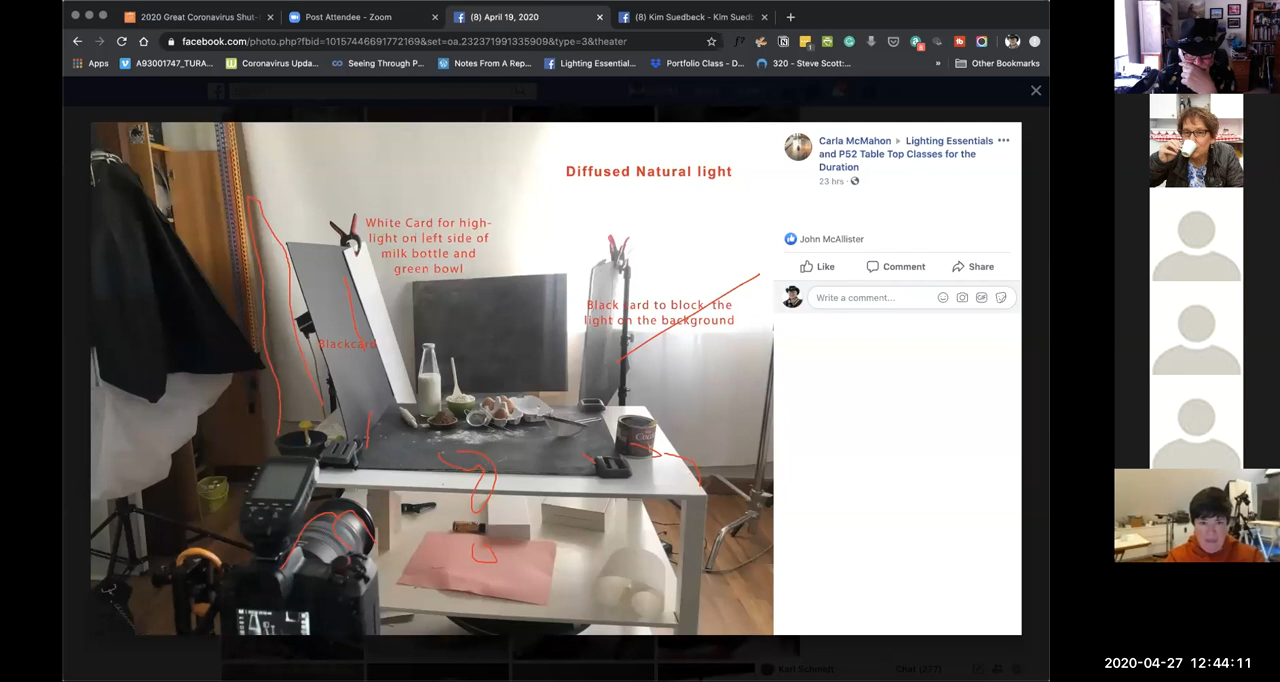 2020 Great Coronavirus Shut-
Post Attendee - Zoom
(8) April 19, 2020
(8) Kim Suedbeck - Kim Suedb
facebook.com/photo.php?fbid=10157446691772169&set=oa.232371991335909&type=3&theater
Apps
A93001747_TURA...
Coronavirus Upda...
Seeing Through P...
Notes From A Rep...
Lighting Essential...
Portfolio Class - D...
320 - Steve Scott:...
»
Other Bookmarks
Diffused Natural light
White Card for high-
light on left side of
milk bottle and
green bowl
Black card to block the
light on the background
Blackcard
Carla McMahon ▸ Lighting Essentials
and P52 Table Top Classes for the
Duration
23 hrs ·
John McAllister
Like
Comment
Share
Write a comment...
Karl Schmidt
Chat (277)
2020-04-27 12:44:11